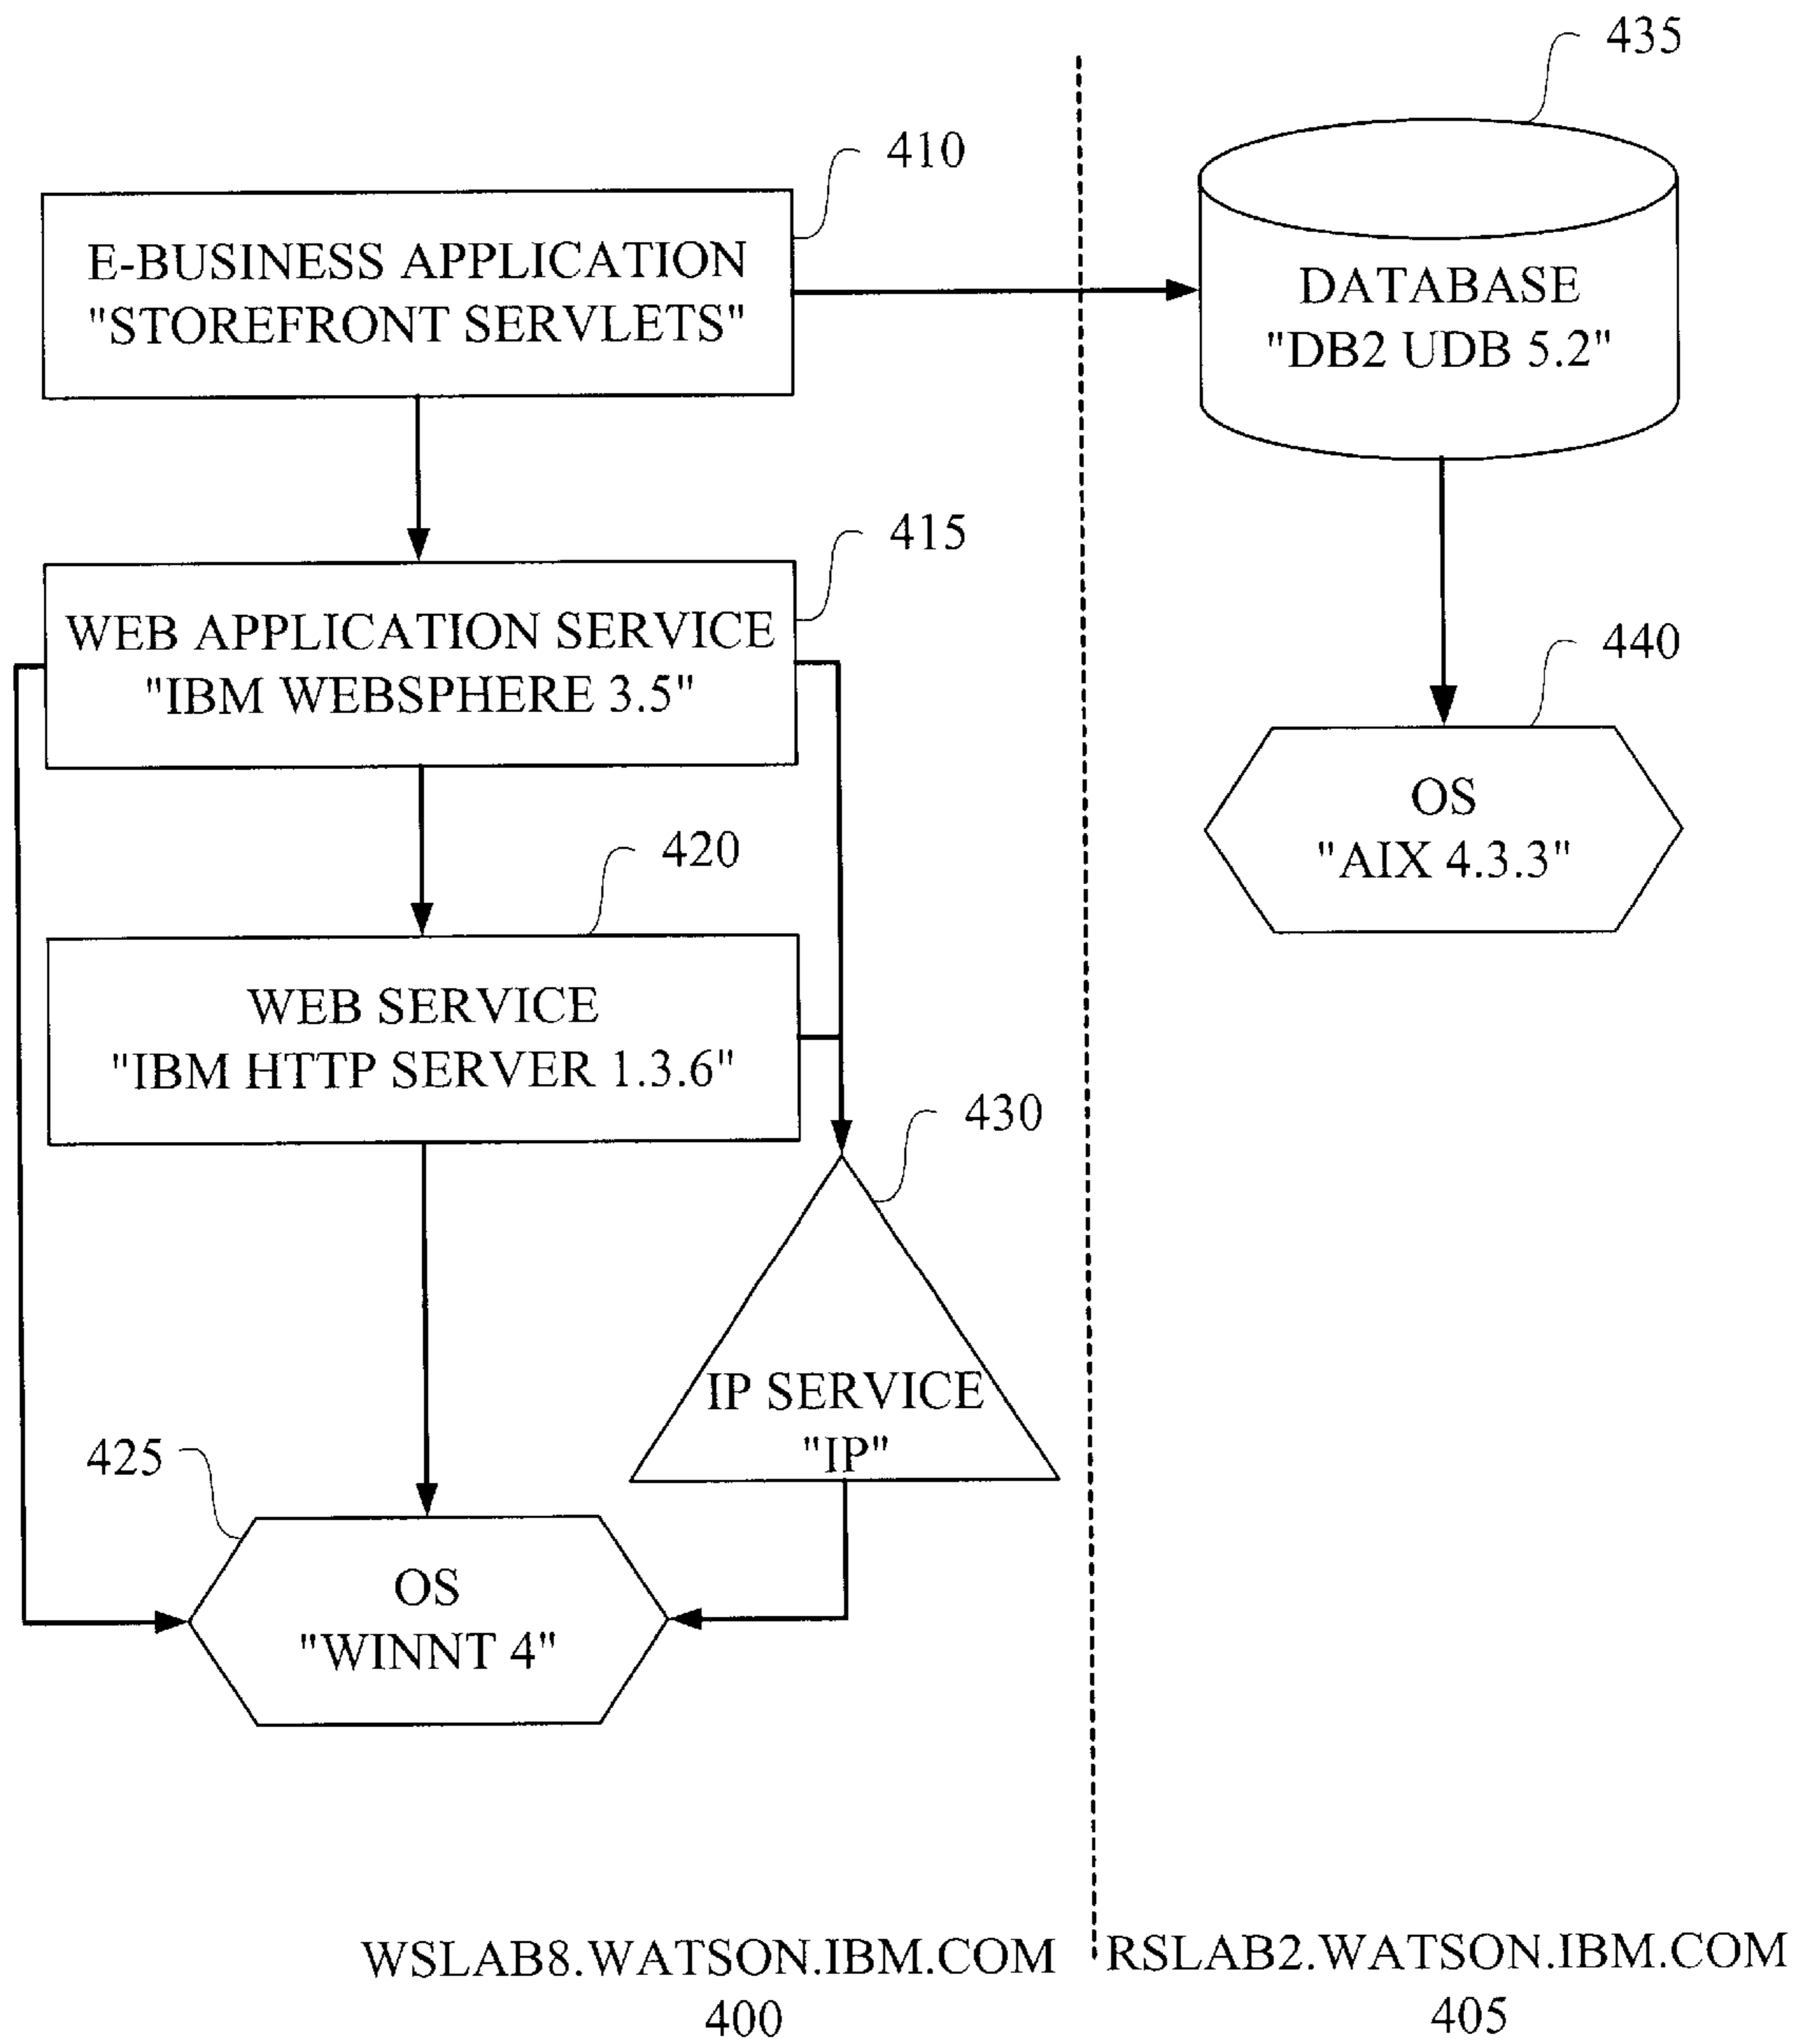 435
410
E-BUSINESS APPLICATION
"STOREFRONT SERVLETS"
DATABASE
"DB2 UDB 5.2"
415
WEB APPLICATION SERVICE
"IBM WEBSPHERE 3.5"
440
OS
"AIX 4.3.3"
420
WEB SERVICE
"IBM HTTP SERVER 1.3.6"
430
IP SERVICE
"IP"
425
OS
"WINNT 4"
WSLAB8.WATSON.IBM.COM
400
RSLAB2.WATSON.IBM.COM
405